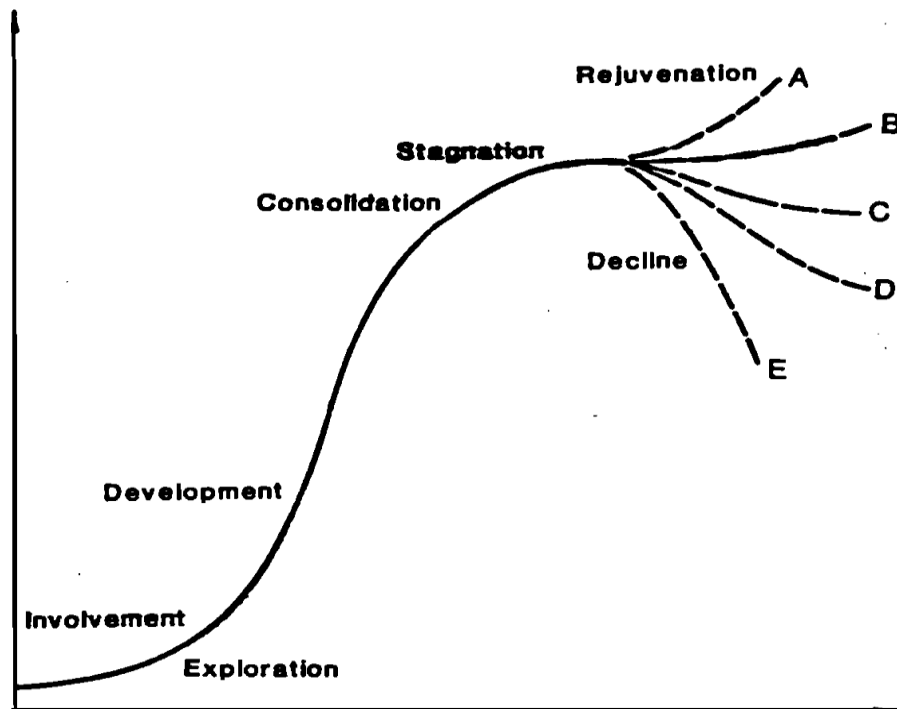 Rejuvenation
A
B
Stagnation
Consolidation
C
Decline
D
E
Development
Involvement
Exploration